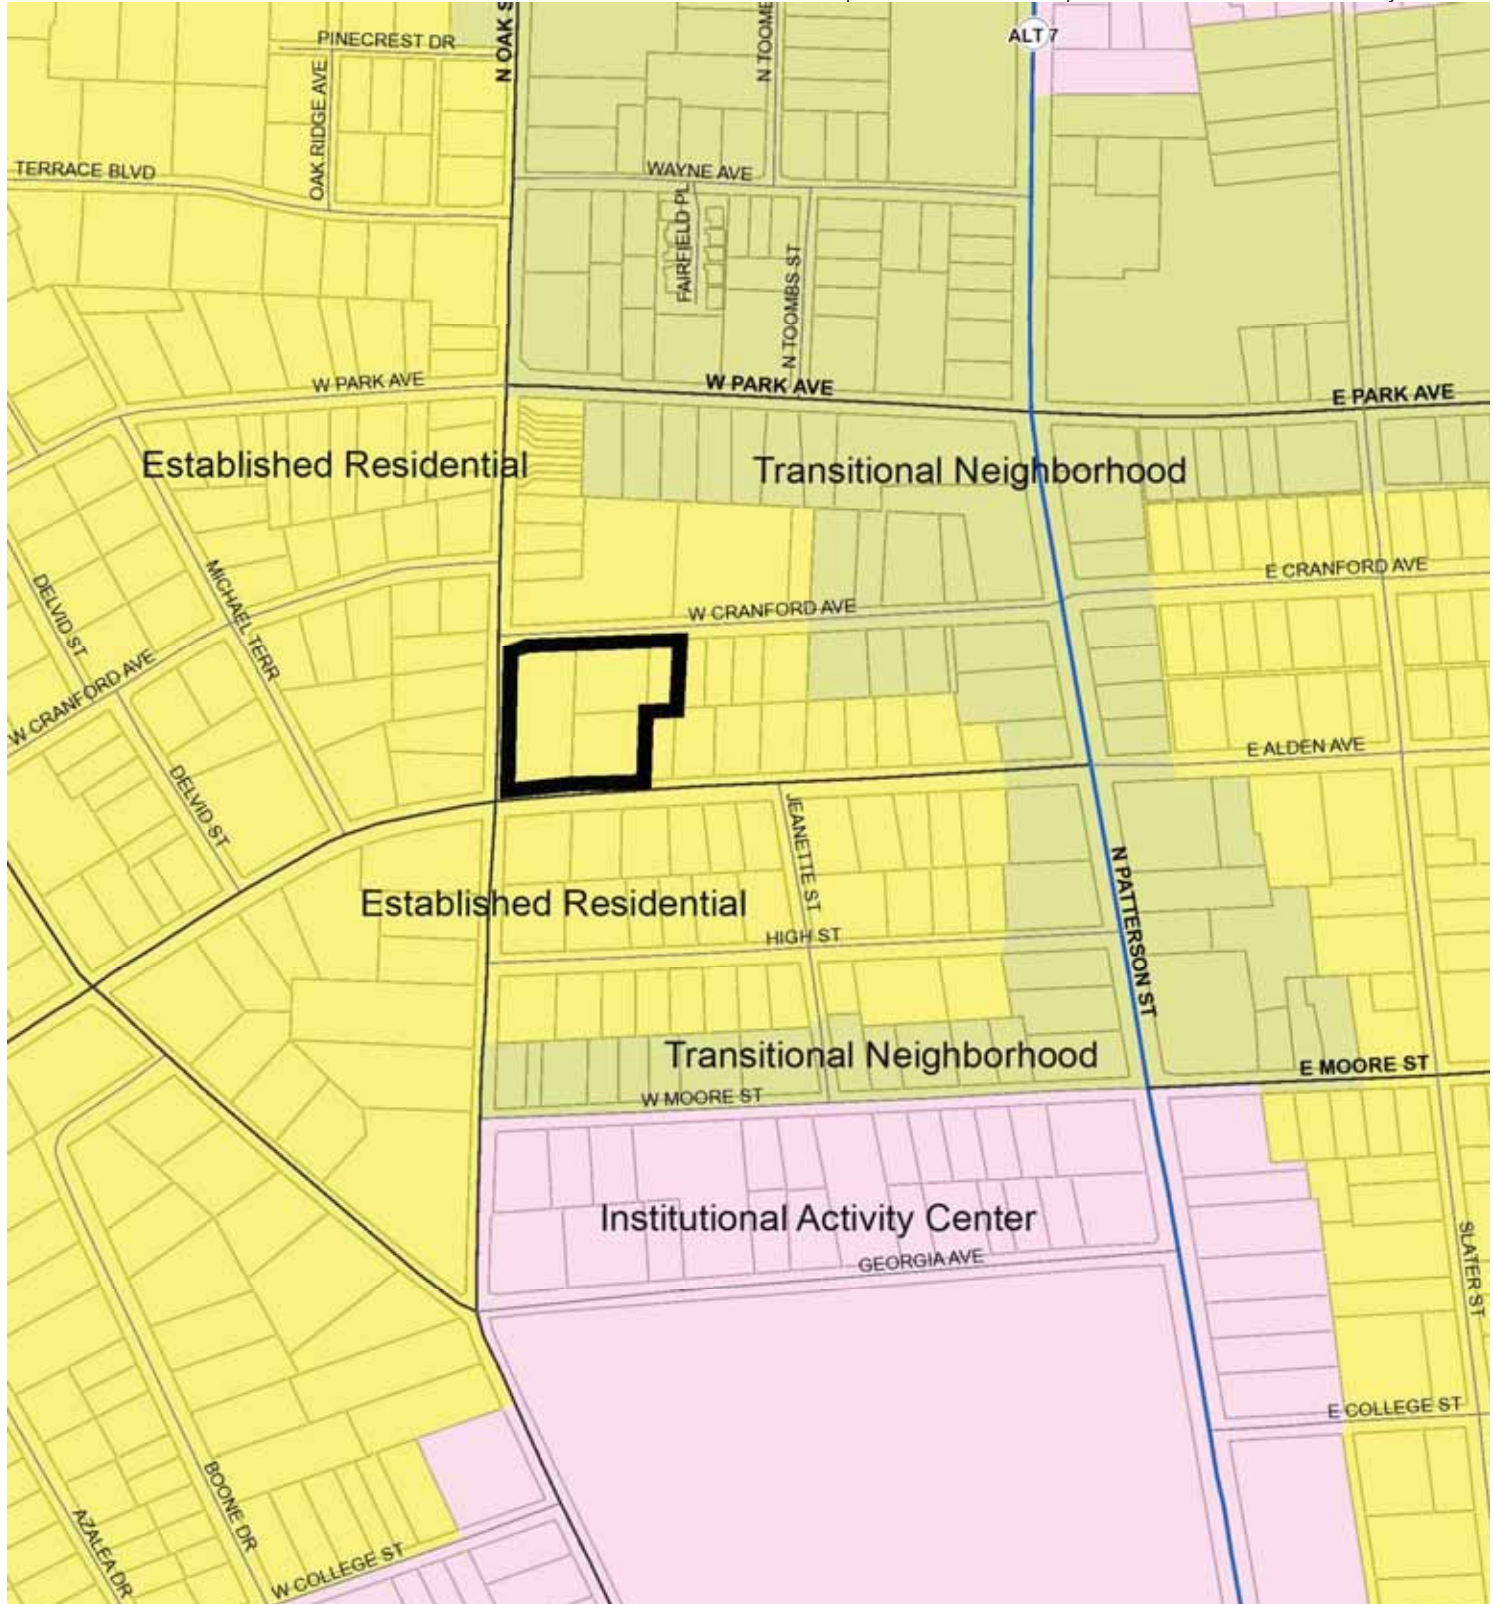 PINECREST DR
N OAK S
N TOOME
ALT 7
OAK RIDGE AVE
TERRACE BLVD
WAYNE AVE
FAIRFIELD PL
N TOOMBS ST
W PARK AVE
W PARK AVE
E PARK AVE
Established Residential
Transitional Neighborhood
E CRANFORD AVE
DELVID ST
MICHAEL TERR
W CRANFORD AVE
W CRANFORD AVE
E ALDEN AVE
DELVID ST
JEANETTE ST
N PATTERSON ST
Established Residential
HIGH ST
Transitional Neighborhood
E MOORE ST
W MOORE ST
Institutional Activity Center
GEORGIA AVE
SLATER ST
E COLLEGE ST
BOONE DR
AZALEA DR
W COLLEGE ST